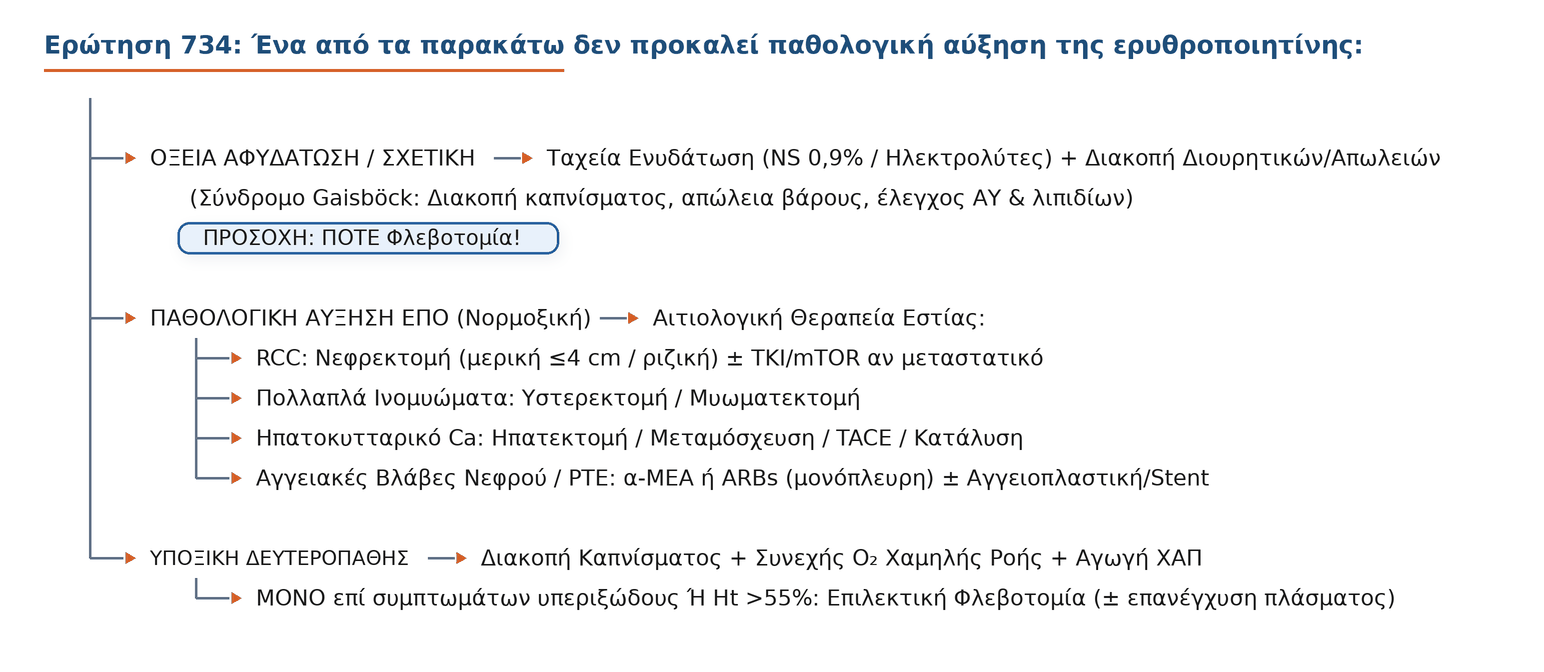 Ερώτηση 734: Ένα από τα παρακάτω δεν προκαλεί παθολογική αύξηση της ερυθροποιητίνης:
ΟΞΕΙΑ ΑΦΥΔΑΤΩΣΗ / ΣΧΕΤΙΚΗ Ταχεία Ενυδάτωση (NS 0,9% / Ηλεκτρολύτες) + Διακοπή Διουρητικών/Απωλειών
(Σύνδρομο Gaisböck: Διακοπή καπνίσματος, απώλεια βάρους, έλεγχος ΑΥ & λιπιδίων)
ΠΡΟΣΟΧΗ: ΠΟΤΕ Φλεβοτομία!
ΠΑΘΟΛΟΓΙΚΗ ΑΥΞΗΣΗ ΕΠΟ (Νορμοξική) Αιτιολογική Θεραπεία Εστίας:
RCC: Νεφρεκτομή (μερική ≤4 cm / ριζική) ± TKI/mTOR αν μεταστατικό
Πολλαπλά Ινομυώματα: Υστερεκτομή / Μυωματεκτομή
Ηπατοκυτταρικό Ca: Ηπατεκτομή / Μεταμόσχευση / TACE / Κατάλυση
Αγγειακές Βλάβες Νεφρού / ΡΤΕ: α-ΜΕΑ ή ARBs (μονόπλευρη) ± Αγγειοπλαστική/Stent
ΥΠΟΞΙΚΗ ΔΕΥΤΕΡΟΠΑΘΗΣ Διακοπή Καπνίσματος + Συνεχής O₂ Χαμηλής Ροής + Αγωγή ΧΑΠ
ΜΟΝΟ επί συμπτωμάτων υπεριξώδους Ή Ht >55%: Επιλεκτική Φλεβοτομία (± επανέγχυση πλάσματος)